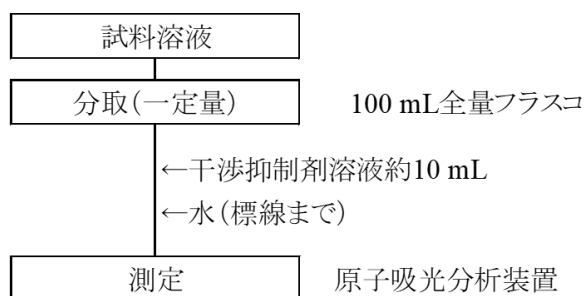 試料溶液
分取(一定量) 100 mL全量フラスコ
←干渉抑制剤溶液約10 mL
←水(標線まで)
測定 原子吸光分析装置